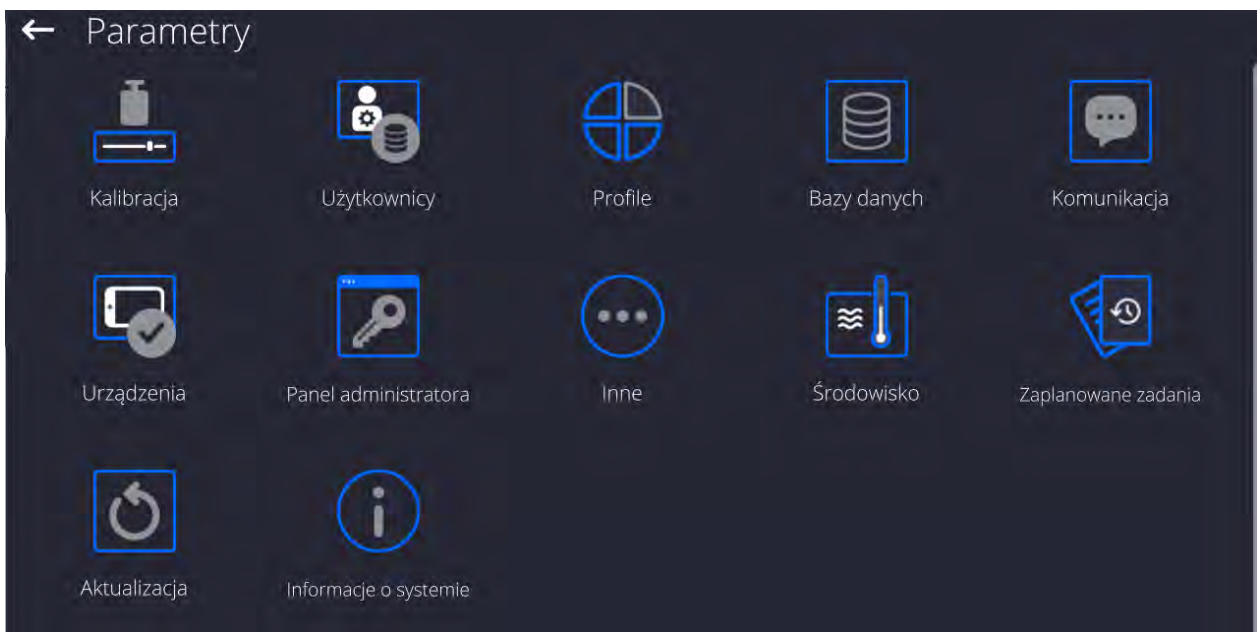 Parametry
Kalibracja
Użytkownicy
Profile
Bazy danych
Komunikacja
Urządzenia
Panel administratora
Inne
Środowisko
Zaplanowane zadania
Aktualizacja
Informacje o systemie